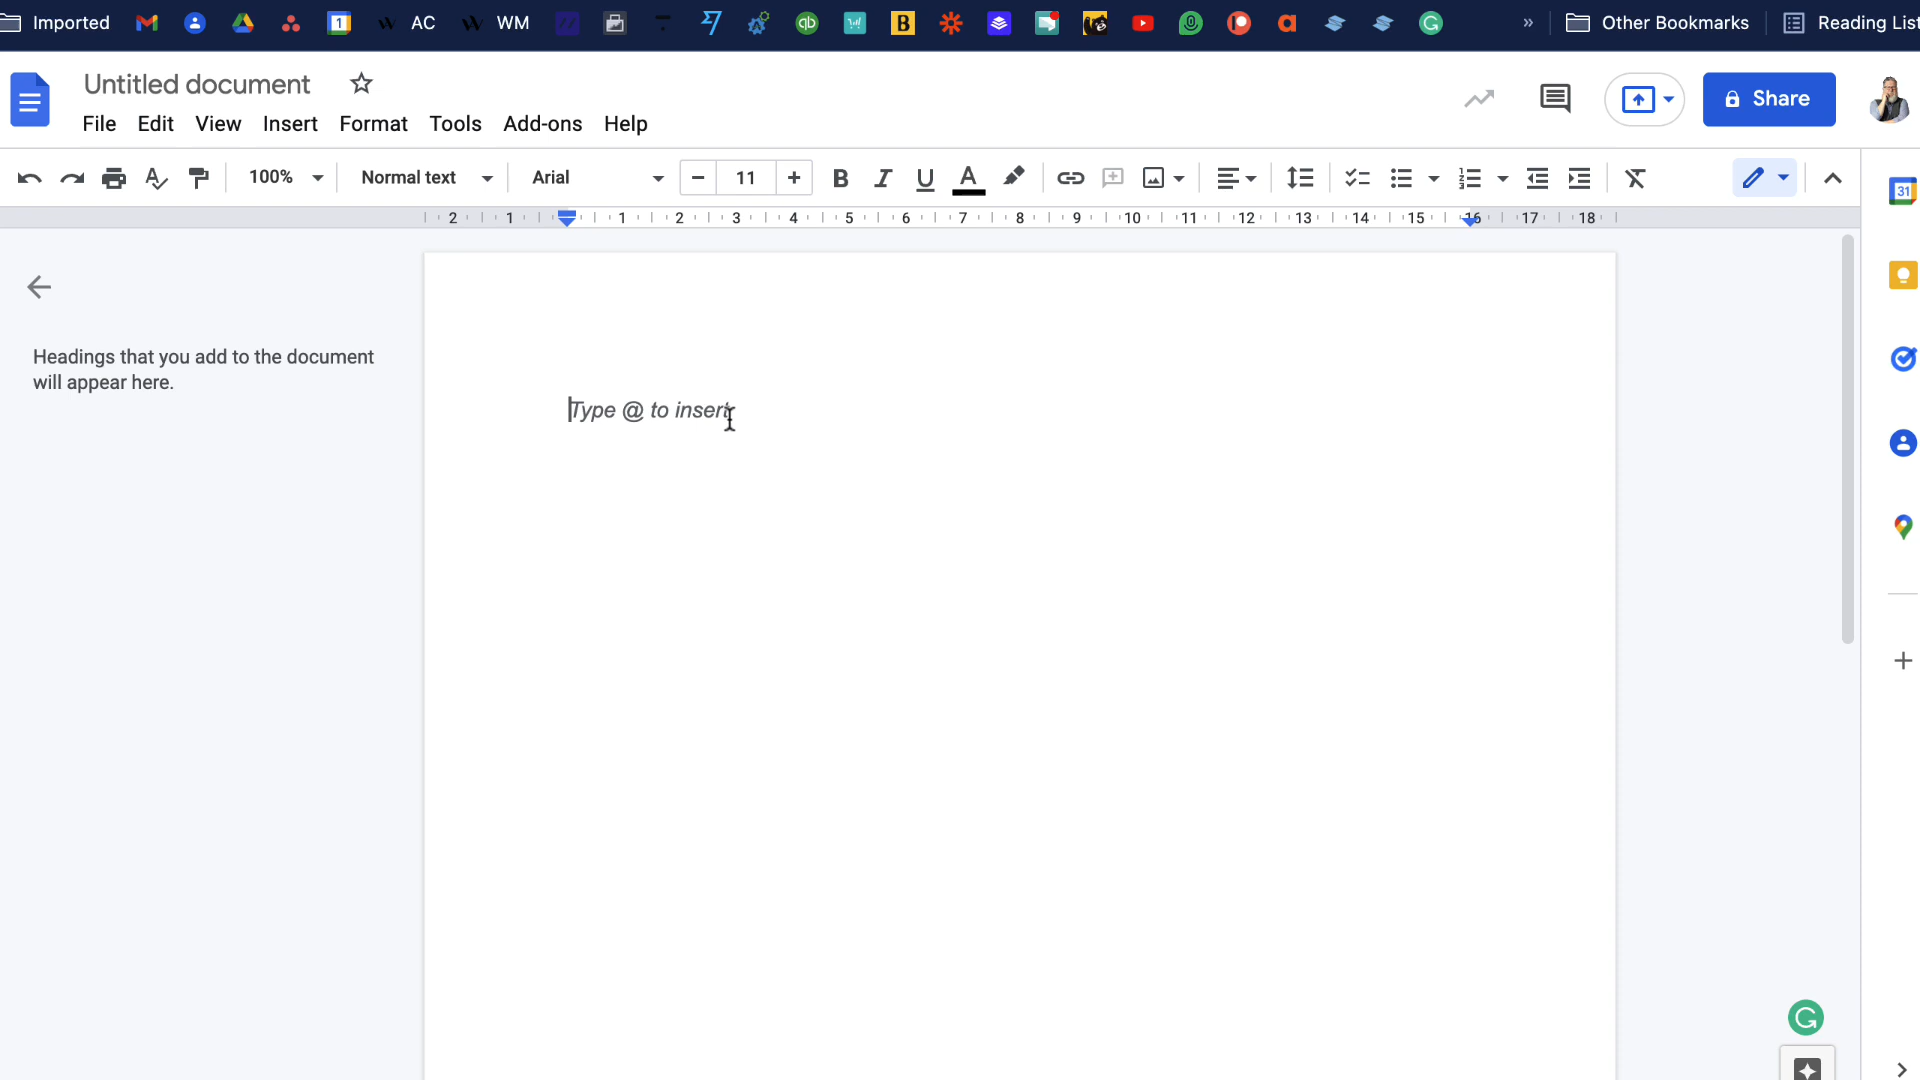 Imported AC WM » Other Bookmarks Reading List
Untitled document
Share
File Edit View Insert Format Tools Add-ons Help
100% Normal text Arial − 11 + B I U A
2 1 1 2 3 4 5 6 7 8 9 10 11 12 13 14 15 16 17 18
31
Headings that you add to the document
will appear here.
Type @ to insert